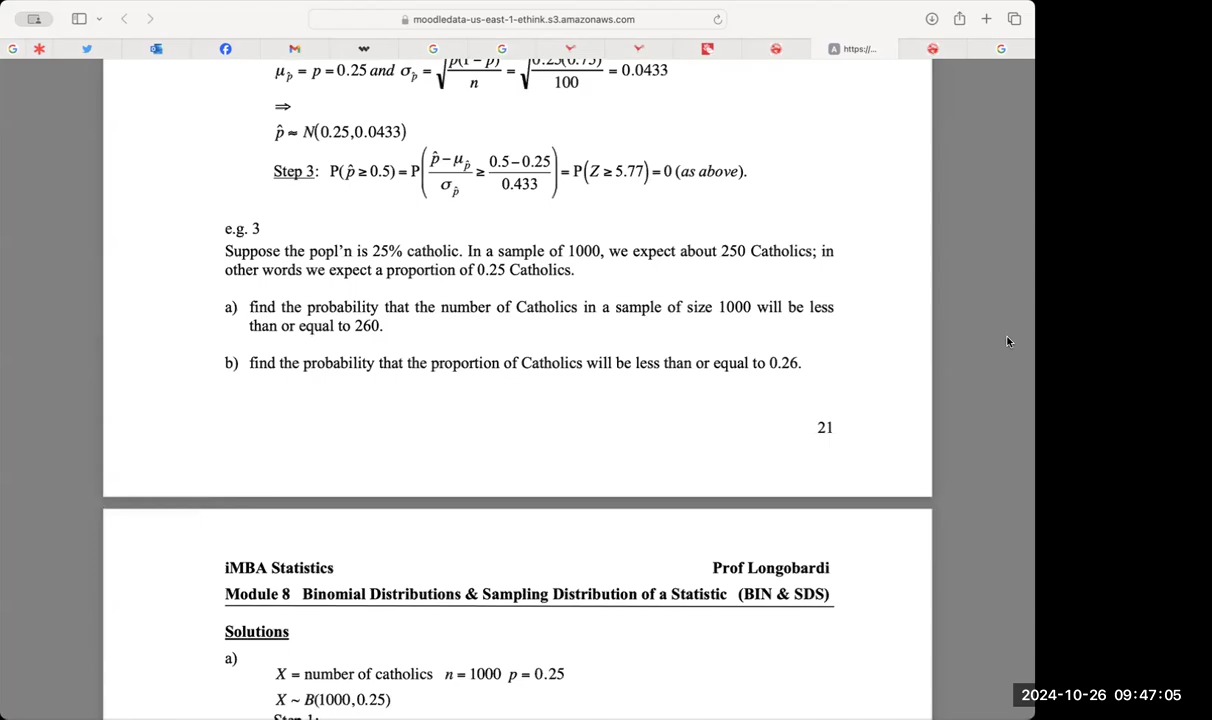 moodledata-us-east-1-ethink.s3.amazonaws.com
https://...
μp̂ = p = 0.25 and σp̂ = √(p(1 − p)/n) = √(0.25(0.75)/100) = 0.0433
⇒
p̂ ≈ N(0.25,0.0433)
Step 3: P(p̂ ≥ 0.5) = P((p̂ − μp̂)/σp̂ ≥ (0.5 − 0.25)/0.433) = P(Z ≥ 5.77) = 0 (as above).
e.g. 3
Suppose the popl'n is 25% catholic. In a sample of 1000, we expect about 250 Catholics; in
other words we expect a proportion of 0.25 Catholics.
a) find the probability that the number of Catholics in a sample of size 1000 will be less
than or equal to 260.
b) find the probability that the proportion of Catholics will be less than or equal to 0.26.
21
iMBA Statistics Prof Longobardi
Module 8 Binomial Distributions & Sampling Distribution of a Statistic (BIN & SDS)
Solutions
a)
X = number of catholics n = 1000 p = 0.25
X ~ B(1000,0.25)
Step 1:
2024-10-26 09:47:05